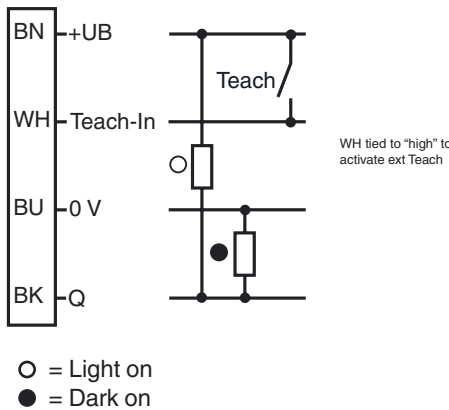 BN +UB
Teach
WH Teach-In
WH tied to "high" to
activate ext Teach
BU 0 V
BK Q
= Light on
= Dark on